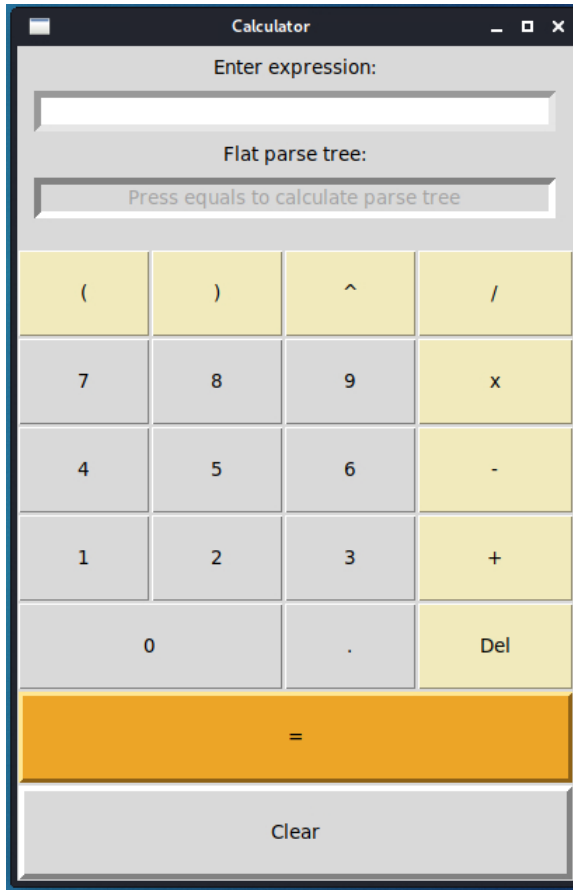 Calculator
Enter expression:
Flat parse tree:
Press equals to calculate parse tree
( ) ^ /
7 8 9 x
4 5 6 -
1 2 3 +
0 . Del
=
Clear